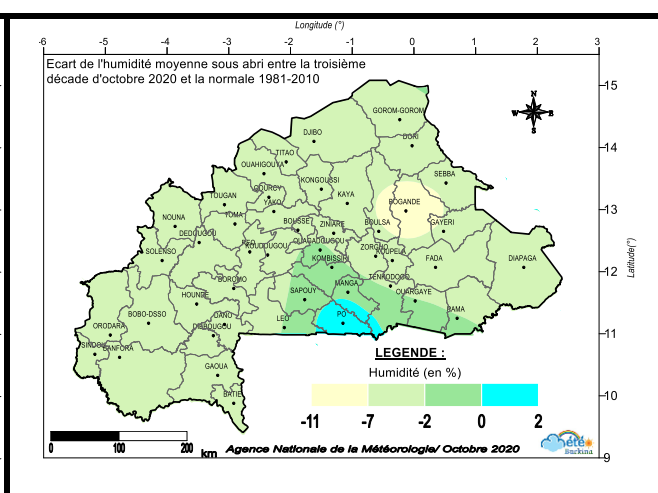 Longitude (°)
-6 -5 -4 -3 -2 -1 0 1 2 3
Ecart de l'humidité moyenne sous abri entre la troisième
décade d'octobre 2020 et la normale 1981-2010
15
GOROM-GOROM
N
W E
S
DJIBO
DORI
14
TITAO
OUAHIGOUYA
SEBBA
KONGOUSSI
GOURCY
KAYA
TOUGAN
YAKO
BOGANDE
13
NOUNA
TOMA
BOUSSE
ZINIARE
BOULSA
GAYERI
DEDOUGOU
OUAGADOUGOU
KOUDOUGOU
ZORGHO
Latitude(°)
SOLENSO
KOMBISSIRI
KOUPELA
FADA
DIAPAGA
12
BOROMO
MANGA
TENKODOGO
HOUNDE
SAPOUY
OUARGAYE
BOBO-DSSO
DANO
LEO
PO
PAMA
ORODARA
DIEBOUGOU
11
SINDOU
BANFORA
LEGENDE :
GAOUA
Humidité (en %)
BATIE
10
-11 -7 -2 0 2
0 100 200
km
Agence Nationale de la Météorologie/ Octobre 2020
météo
Burkina
9